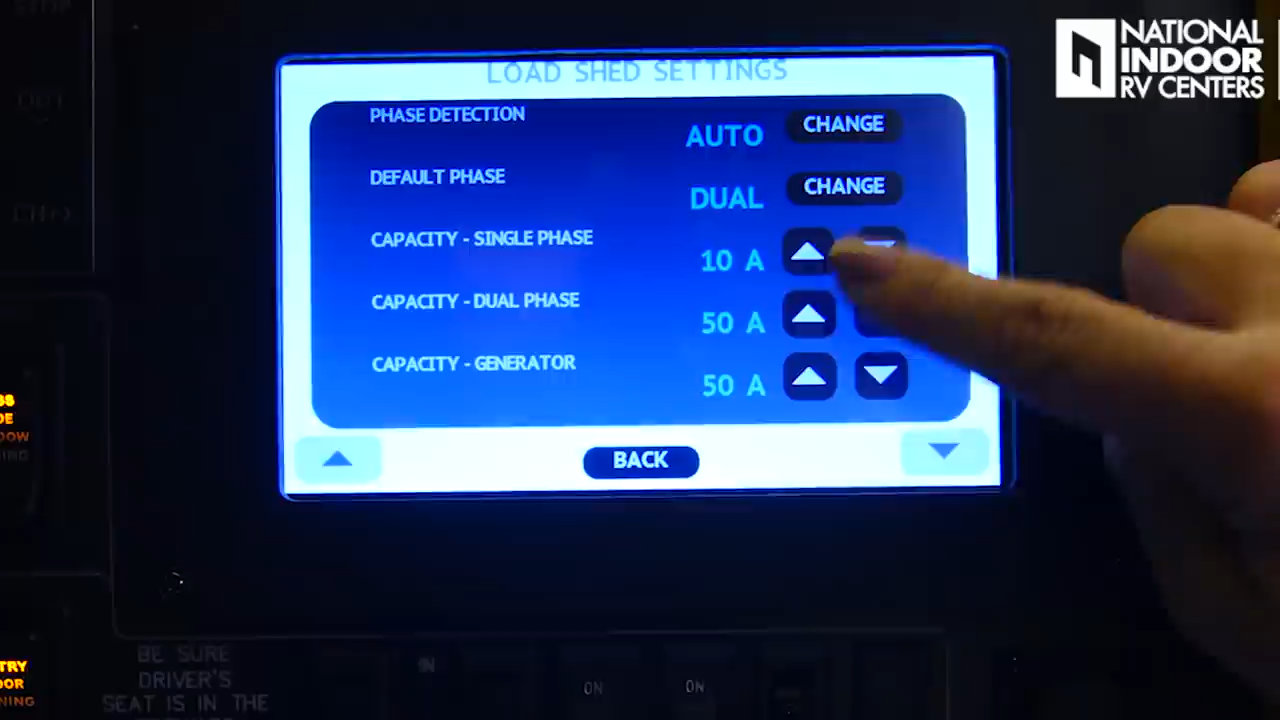 NATIONAL
INDOOR
RV CENTERS
LOAD SHED SETTINGS
PHASE DETECTION
AUTO
CHANGE
DEFAULT PHASE
DUAL
CHANGE
CAPACITY - SINGLE PHASE
10 A
CAPACITY - DUAL PHASE
50 A
CAPACITY - GENERATOR
50 A
BACK
BE SURE
DRIVER'S
SEAT IS IN THE
IN
ON
ON